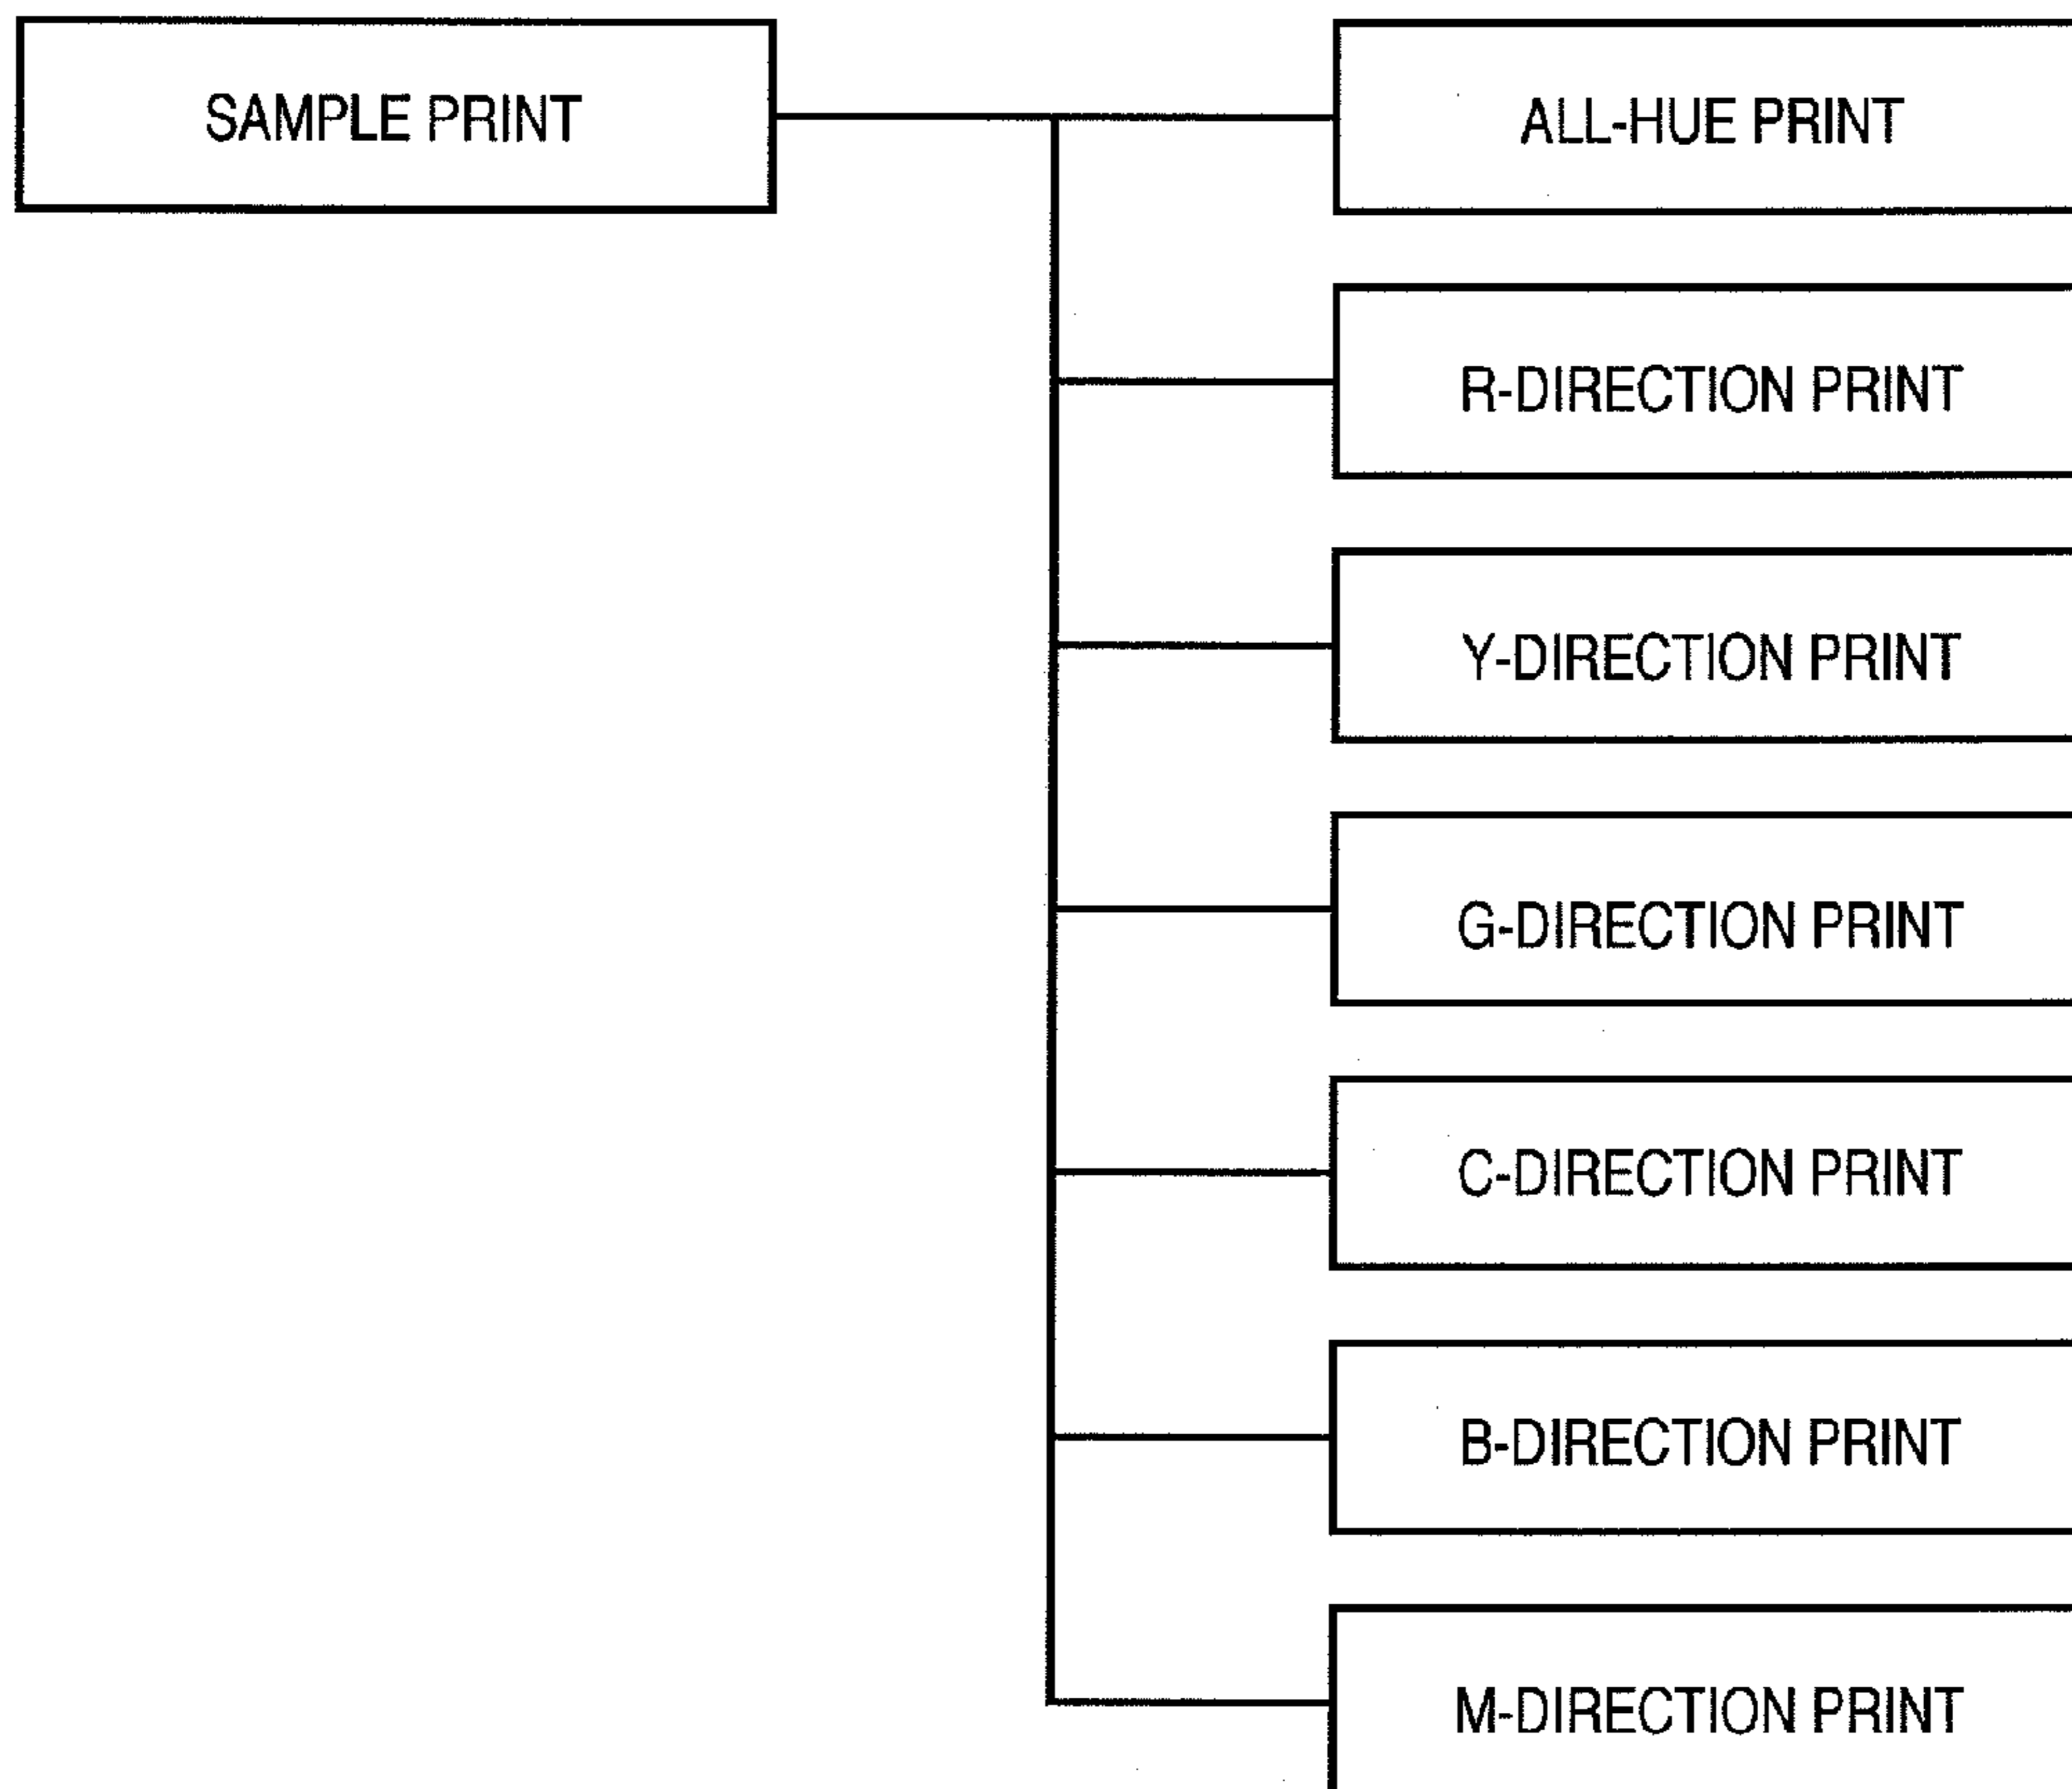 SAMPLE PRINT
ALL-HUE PRINT
R-DIRECTION PRINT
Y-DIRECTION PRINT
G-DIRECTION PRINT
C-DIRECTION PRINT
B-DIRECTION PRINT
M-DIRECTION PRINT